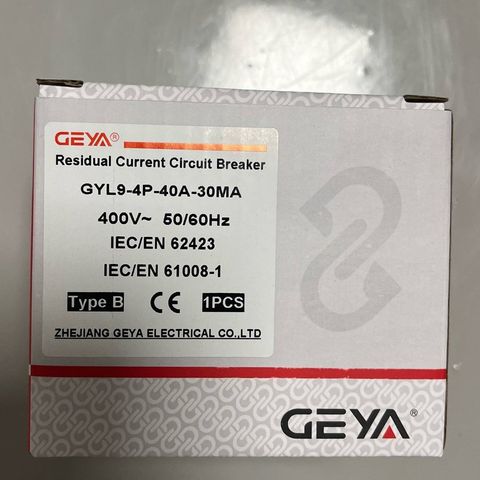 GEYA®
Residual Current Circuit Breaker
GYL9-4P-40A-30MA
400V~ 50/60Hz
IEC/EN 62423
IEC/EN 61008-1
Type B CE 1PCS
ZHEJIANG GEYA ELECTRICAL CO.,LTD
GEYA®